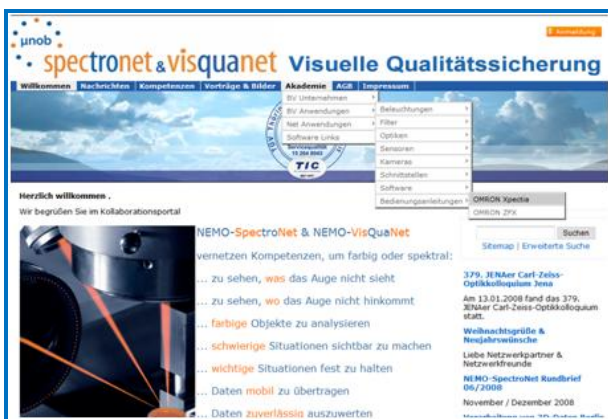 unob
Anmeldung
spectronet & visquanet Visuelle Qualitätssicherung
Willkommen Nachrichten Kompetenzen Vorträge & Bilder Akademie AGB Impressum
BV Unternehmen
BV Anwendungen
Net Anwendungen
Software Links
Beleuchtungen
Filter
Optiken
Sensoren
Kameras
Schnittstellen
Software
Bedienungsanleitungen
OMRON Xpectia
OMRON ZFX
TIC
Herzlich willkommen .
Wir begrüßen Sie im Kollaborationsportal
NEMO-SpectroNet & NEMO-VisQuaNet
vernetzen Kompetenzen, um farbig oder spektral:
... zu sehen, was das Auge nicht sieht
... zu sehen, wo das Auge nicht hinkommt
... farbige Objekte zu analysieren
... schwierige Situationen sichtbar zu machen
... wichtige Situationen fest zu halten
... Daten mobil zu übertragen
... Daten zuverlässig auszuwerten
Suchen
Sitemap | Erweiterte Suche
379. JENAer Carl-Zeiss-
Optikkolloquium Jena
Am 13.01.2008 fand das 379.
JENAer Carl-Zeiss-Optikkolloquium
statt.
Weihnachtsgrüße &
Neujahrswünsche
Liebe Netzwerkpartner &
Netzwerkfreunde
NEMO-SpectroNet Rundbrief
06/2008
November / Dezember 2008